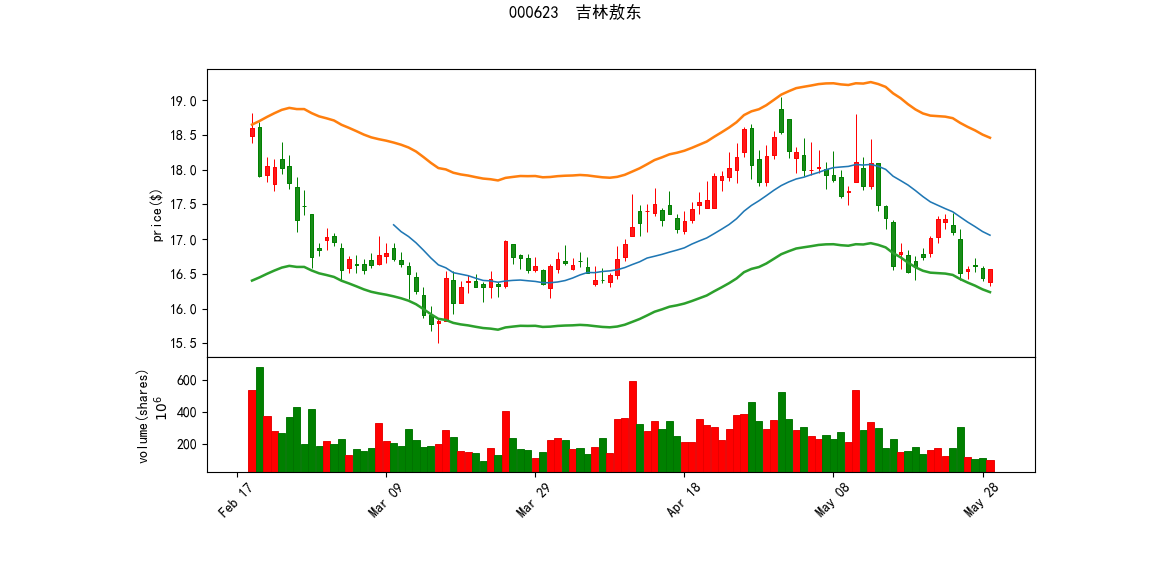 000623 吉林敖东
price($)
19.0
18.5
18.0
17.5
17.0
16.5
16.0
15.5
volume(shares)
10^6
600
400
200
Feb 17
Mar 09
Mar 29
Apr 18
May 08
May 28